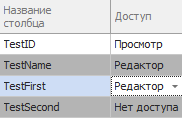 Название столбца Доступ
TestID Просмотр
TestName Редактор
TestFirst Редактор
TestSecond Нет доступа